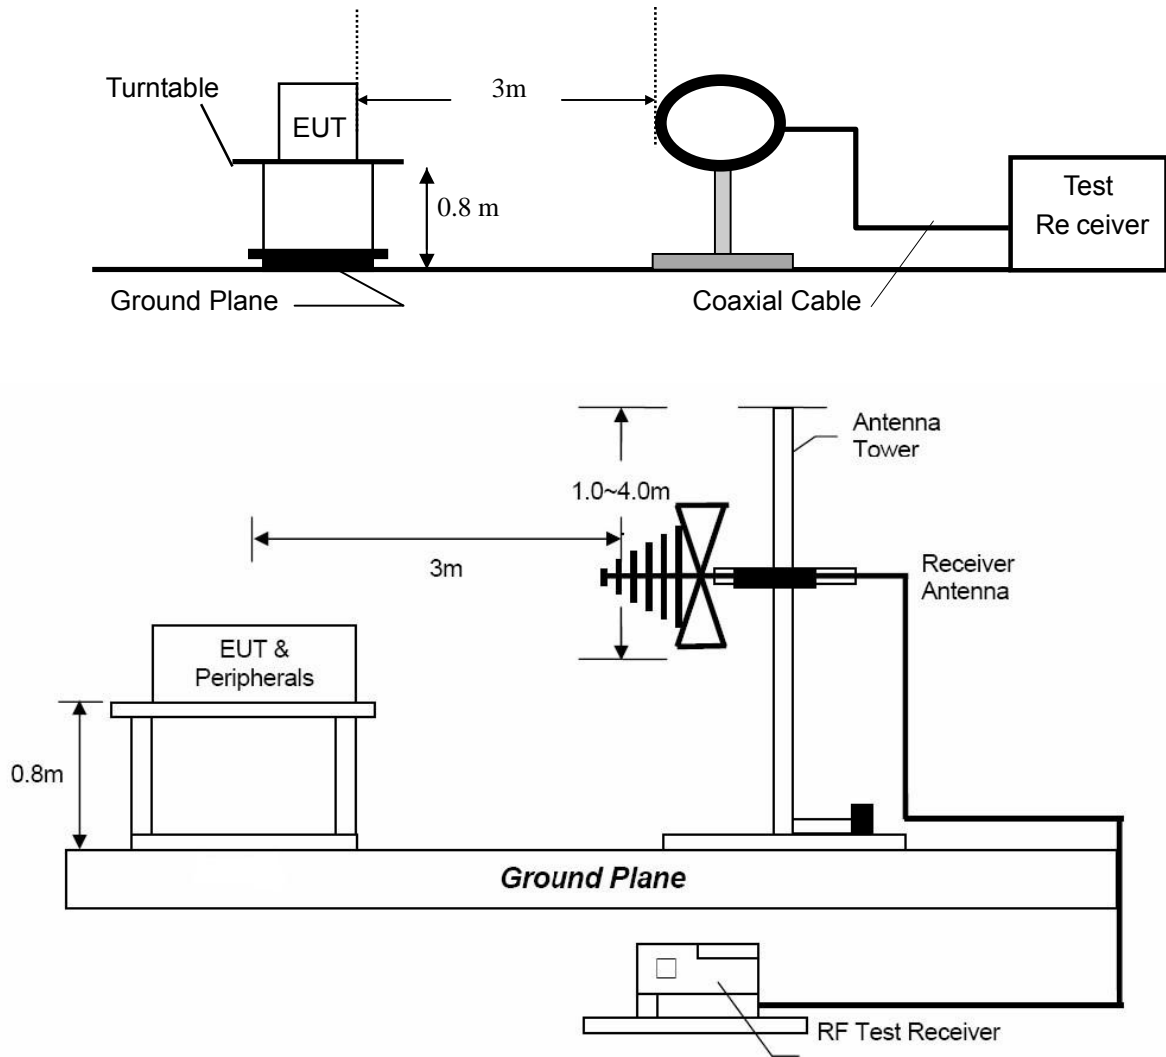 Turntable
3m
EUT
0.8 m
Test
Re ceiver
Ground Plane
Coaxial Cable
Antenna
Tower
1.0~4.0m
3m
Receiver
Antenna
EUT &
Peripherals
0.8m
Ground Plane
RF Test Receiver